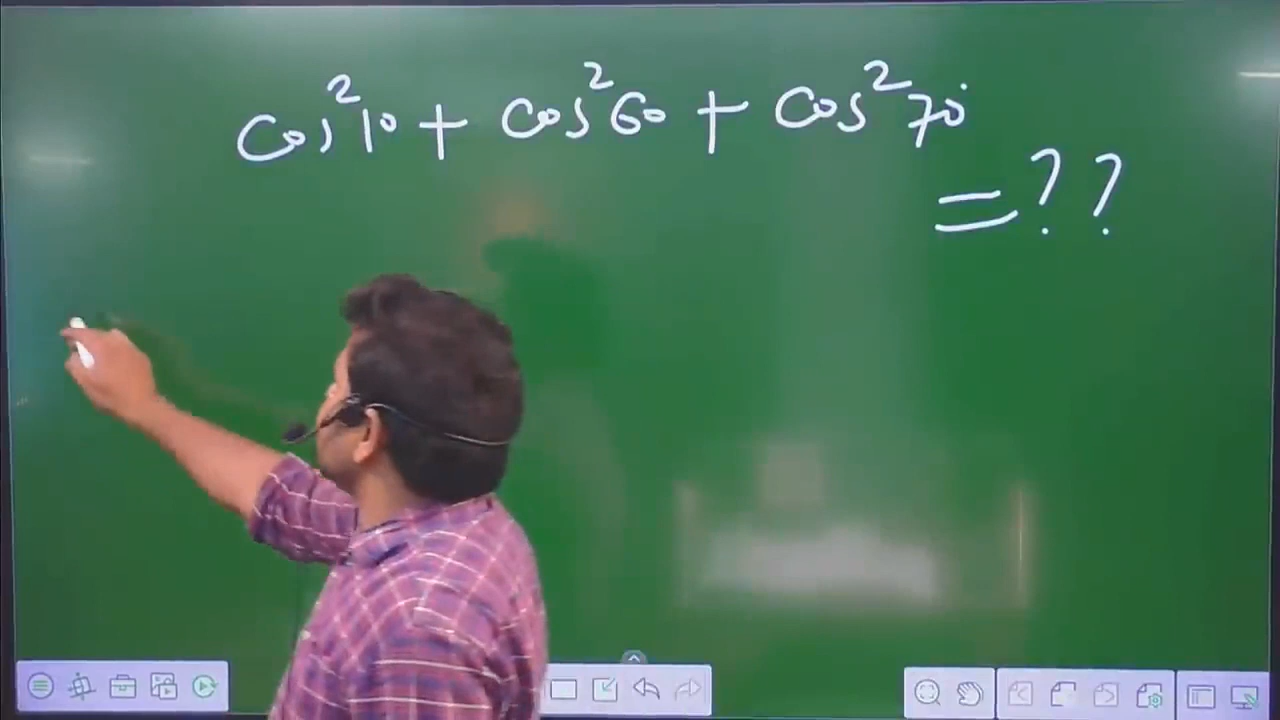 cos²10 + cos²60 + cos²70°
= ??